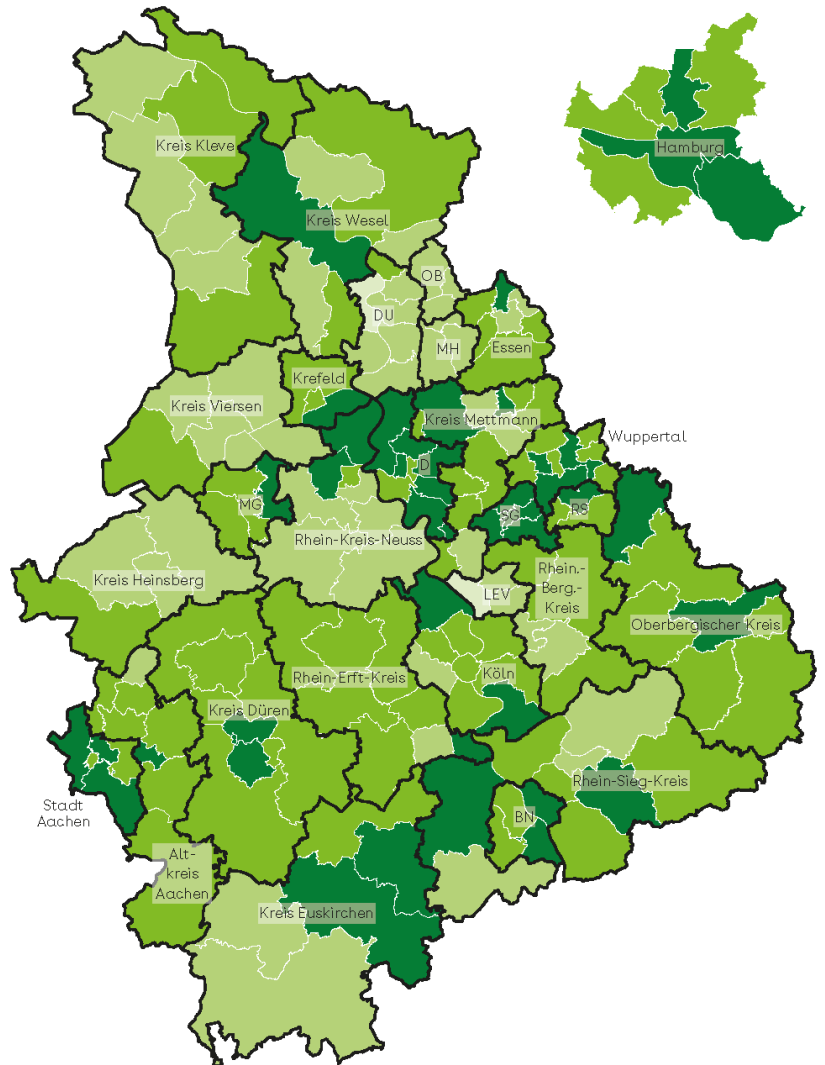 Kreis Kleve
Hamburg
Kreis Wesel
OB
DU
MH
Essen
Krefeld
Kreis Viersen
Kreis Mettmann
Wuppertal
D
MG
SG
RS
Rhein-Kreis-Neuss
Kreis Heinsberg
LEV
Rhein.-
Berg.-
Kreis
Oberbergischer Kreis
Köln
Rhein-Erft-Kreis
Kreis Düren
Rhein-Sieg-Kreis
Stadt
Aachen
BN
Alt-
kreis
Aachen
Kreis Euskirchen